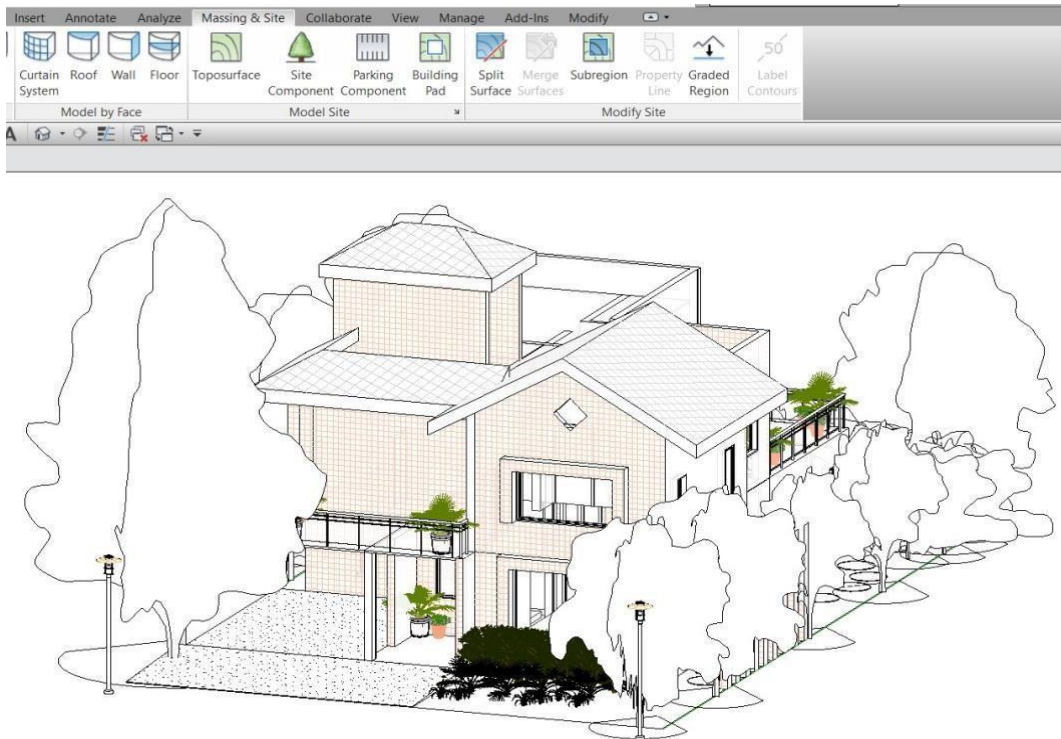 Insert Annotate Analyze Massing & Site Collaborate View Manage Add-Ins Modify
Curtain Roof Wall Floor Toposurface Site Parking Building Split Merge Subregion Property Graded Label
System Component Component Pad Surface Surfaces Line Region Contours
50
Model by Face Model Site Modify Site
A